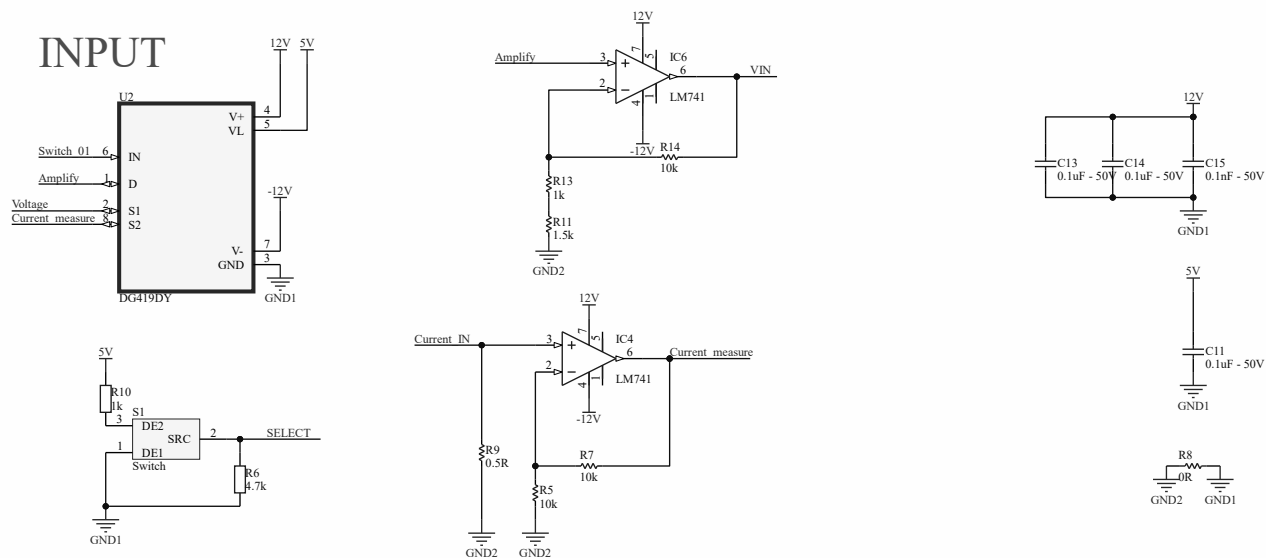 INPUT
12V 5V
U2
V+ 4
VL 5
Switch_01 6 IN
Amplify 1 D
Voltage 2 S1
Current_measure 8 S2
-12V
V- 7
GND 3
GND1
DG419DY
5V
R10
1k
S1
3 DE2
SRC 2 SELECT
1 DE1
Switch
R6
4.7k
GND1
12V
7 5
Amplify 3 + IC6
6 VIN
2 −
4 1 LM741
-12V
R14
10k
R13
1k
R11
1.5k
GND2
12V
7 5
Current_IN 3 + IC4
6 Current_measure
2 −
4 1 LM741
-12V
R9
0.5R
R7
10k
R5
10k
GND2 GND2
12V
C13 C14 C15
0.1uF - 50V 0.1uF - 50V 0.1nF - 50V
GND1
5V
C11
0.1uF - 50V
GND1
R8
0R
GND2 GND1